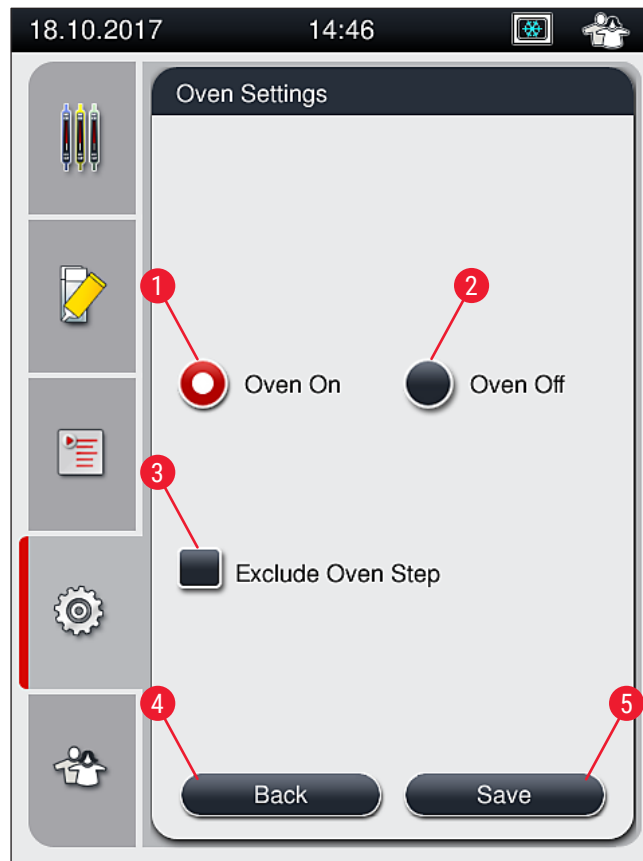 18.10.2017 14:46
Oven Settings
1 2
Oven On Oven Off
3
Exclude Oven Step
4 5
Back Save